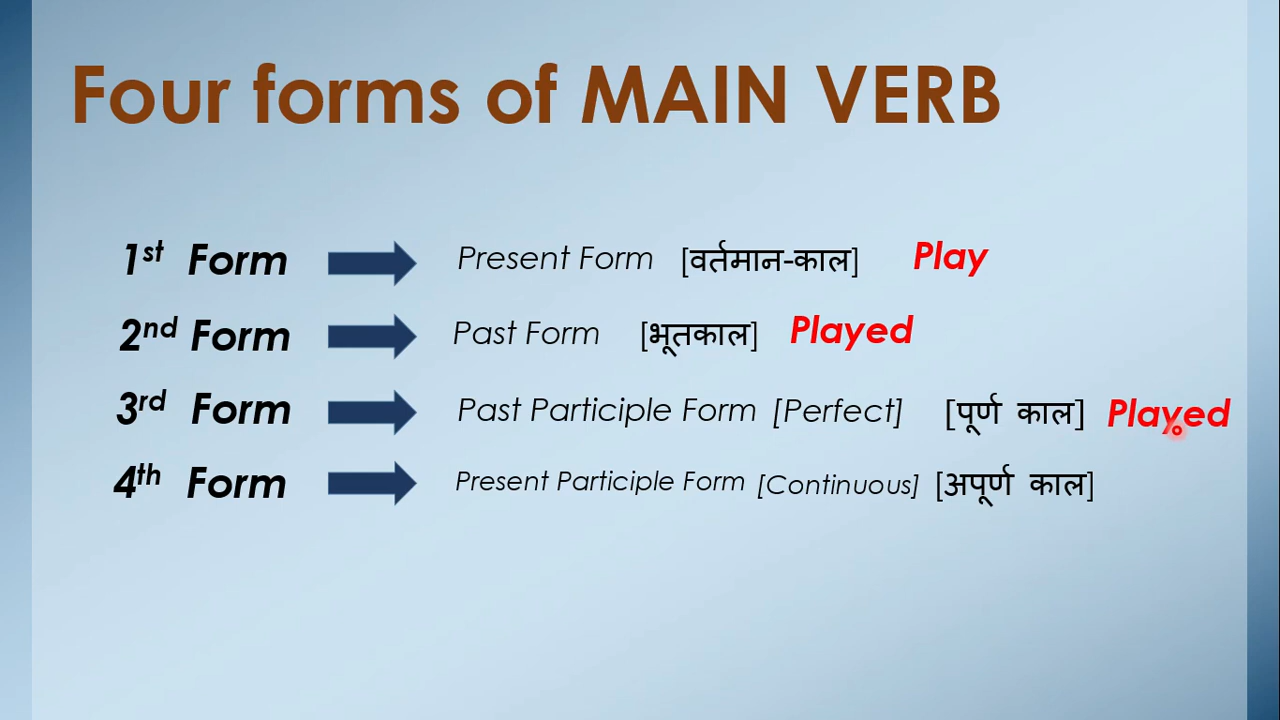 Four forms of MAIN VERB
1st Form Present Form [वर्तमान-काल] Play
2nd Form Past Form [भूतकाल] Played
3rd Form Past Participle Form [Perfect] [पूर्ण काल] Played
4th Form Present Participle Form [Continuous] [अपूर्ण काल]